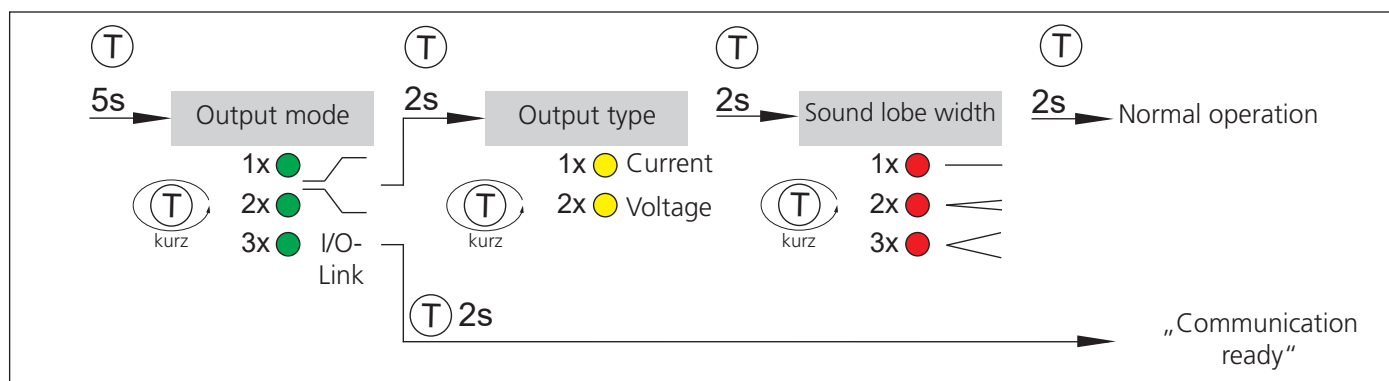 T
T
T
T
5s
Output mode
2s
Output type
2s
Sound lobe width
2s
Normal operation
1x
T
kurz
2x
3x
I/O-
Link
1x
Current
T
kurz
2x
Voltage
1x
T
kurz
2x
3x
T 2s
„Communication
ready“